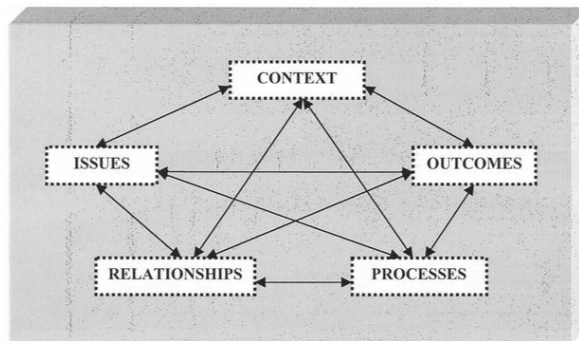 CONTEXT
ISSUES
OUTCOMES
RELATIONSHIPS
PROCESSES